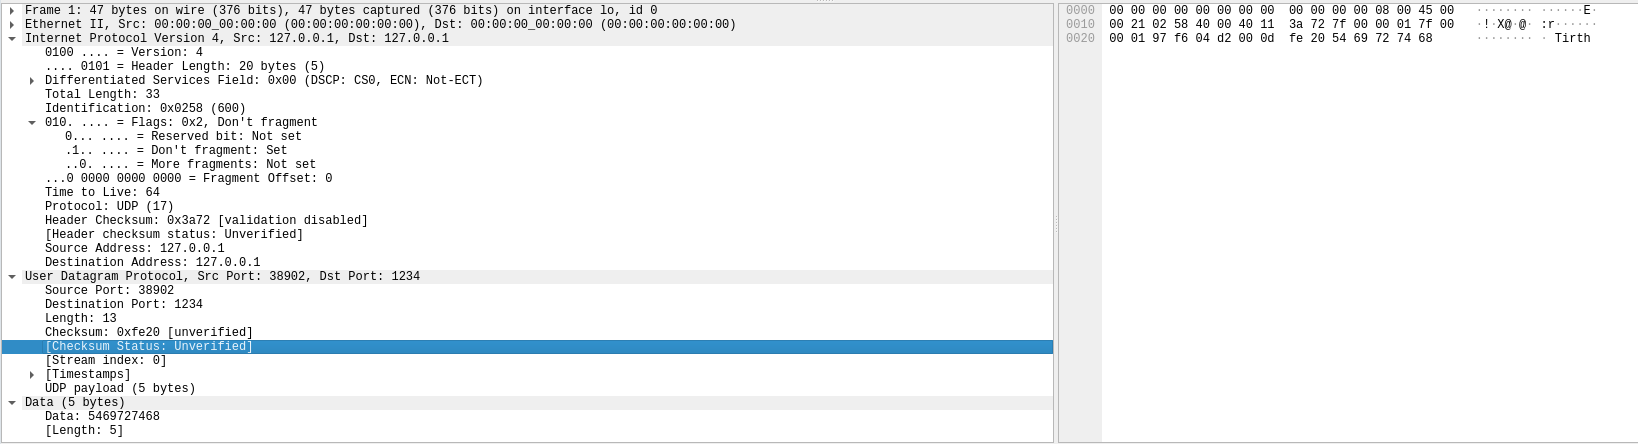 Frame 1: 47 bytes on wire (376 bits), 47 bytes captured (376 bits) on interface lo, id 0
Ethernet II, Src: 00:00:00_00:00:00 (00:00:00:00:00:00), Dst: 00:00:00_00:00:00 (00:00:00:00:00:00)
Internet Protocol Version 4, Src: 127.0.0.1, Dst: 127.0.0.1
0100 .... = Version: 4
.... 0101 = Header Length: 20 bytes (5)
Differentiated Services Field: 0x00 (DSCP: CS0, ECN: Not-ECT)
Total Length: 33
Identification: 0x0258 (600)
010. .... = Flags: 0x2, Don't fragment
0... .... = Reserved bit: Not set
.1.. .... = Don't fragment: Set
..0. .... = More fragments: Not set
...0 0000 0000 0000 = Fragment Offset: 0
Time to Live: 64
Protocol: UDP (17)
Header Checksum: 0x3a72 [validation disabled]
[Header checksum status: Unverified]
Source Address: 127.0.0.1
Destination Address: 127.0.0.1
User Datagram Protocol, Src Port: 38902, Dst Port: 1234
Source Port: 38902
Destination Port: 1234
Length: 13
Checksum: 0xfe20 [unverified]
[Checksum Status: Unverified]
[Stream index: 0]
[Timestamps]
UDP payload (5 bytes)
Data (5 bytes)
Data: 5469727468
[Length: 5]
0000 00 00 00 00 00 00 00 00 00 00 00 00 08 00 45 00 ········ ······E·
0010 00 21 02 58 40 00 40 11 3a 72 7f 00 00 01 7f 00 ·!·X@·@· :r······
0020 00 01 97 f6 04 d2 00 0d fe 20 54 69 72 74 68 ········ · Tirth